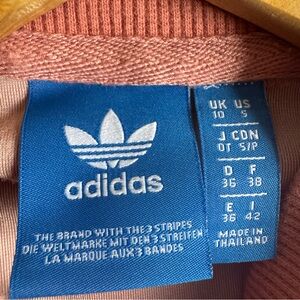 adidas
THE BRAND WITH THE 3 STRIPES
DIE WELTMARKE MIT DEN 3 STREIFEN
LA MARQUE AUX 3 BANDES
UK US
10 S
J CDN
OT S/P
D F
36 38
E I
36 42
MADE IN
THAILAND